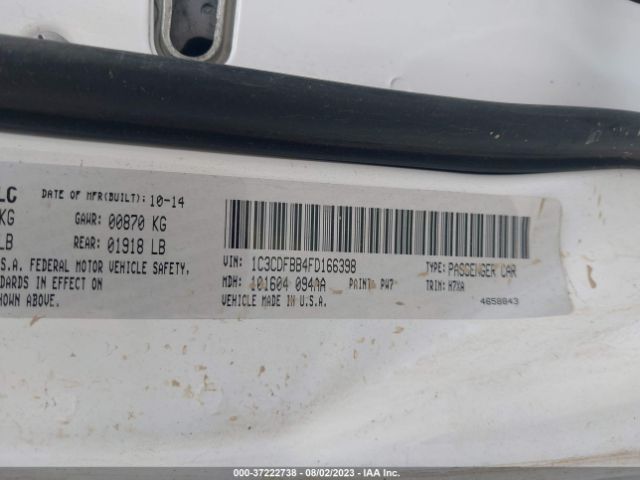 LC DATE OF MFR(BUILT): 10-14
KG GAWR: 00870 KG
LB REAR: 01918 LB
S.A. FEDERAL MOTOR VEHICLE SAFETY,
DARDS IN EFFECT ON
SHOWN ABOVE.
VIN: 1C3CDFBB4FD166398 TYPE: PASSENGER CAR
MDH: 101604 094AA PAINT: PW7 TRIM: H7XA
VEHICLE MADE IN U.S.A. 4658843
000-37222738 - 08/02/2023 - IAA Inc.